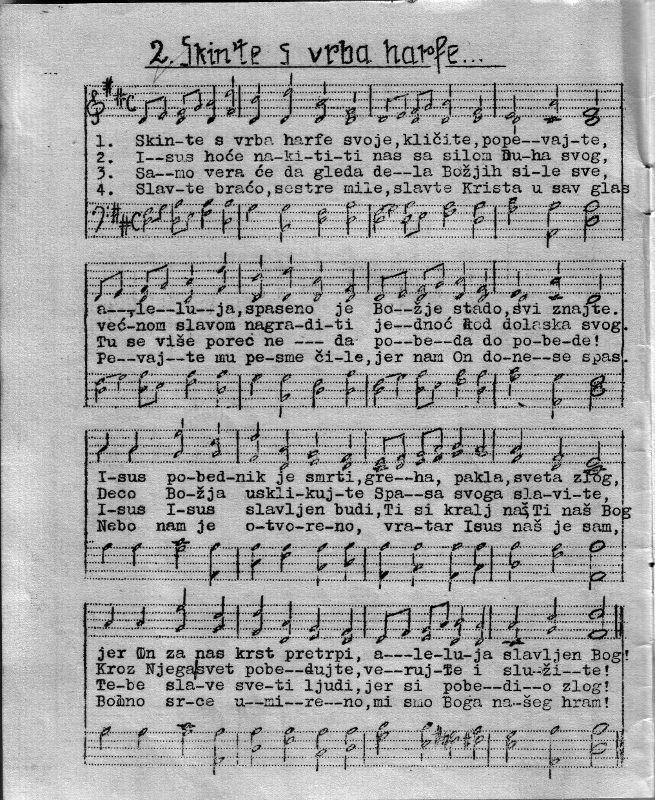 2. Skin'te s vrba harfe...
1. Skin-te s vrba harfe svoje,kličite,pope--vaj-te,
2. I--sus hoće na-ki-ti-ti nas sa silom Du-ha svog,
3. Sa--mo vera će da gleda de--la Božjih si-le sve,
4. Slav-te braćo,sestre mile,slavte Krista u sav glas
a--,le--lu--ja,spaseno je Bo--žje stado,svi znajte.
več-nom slavom nagra-di-ti je--dnoć kod dolaska svog.
Tu se više poreć ne --- da po--be--da do po-be-de!
Pe--vaj--te mu pe-sme či-le,jer nam On do-ne--se spas.
I-sus po-bed-nik je smrti,gre--ha, pakla,sveta zlog,
Deco Bo-žja uskli-kuj-te Spa--sa svoga sla-vi-te,
I-sus I-sus slavljen budi,Ti si kralj naš,Ti naš Bog
Nebo nam je o-tvo-re-no, vra-tar Isus naš je sam,
jer On za nas krst pretrpi, a---le-lu-ja slavljen Bog!
Kroz Njega svet pobe--dujte,ve--ruj-te i slu-ži--te!
Te-be sla-ve sve-ti ljudi,jer si pobe--di--o zlog!
Bolno sr-ce u--mi--re--no,mi smo Boga na-šeg hram!